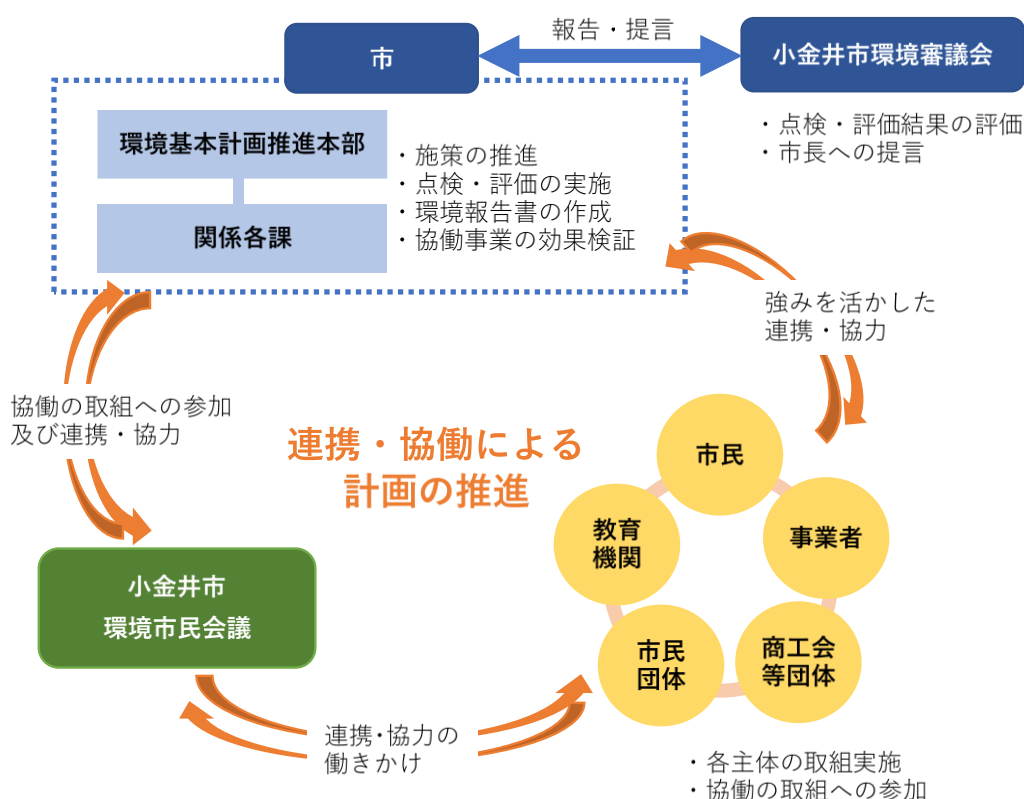 市
報告・提言
小金井市環境審議会
・点検・評価結果の評価
・市長への提言
環境基本計画推進本部
関係各課
・施策の推進
・点検・評価の実施
・環境報告書の作成
・協働事業の効果検証
強みを活かした
連携・協力
協働の取組への参加
及び連携・協力
連携・協働による
計画の推進
市民
教育
機関
事業者
市民
団体
商工会
等団体
小金井市
環境市民会議
連携・協力の
働きかけ
・各主体の取組実施
・協働の取組への参加